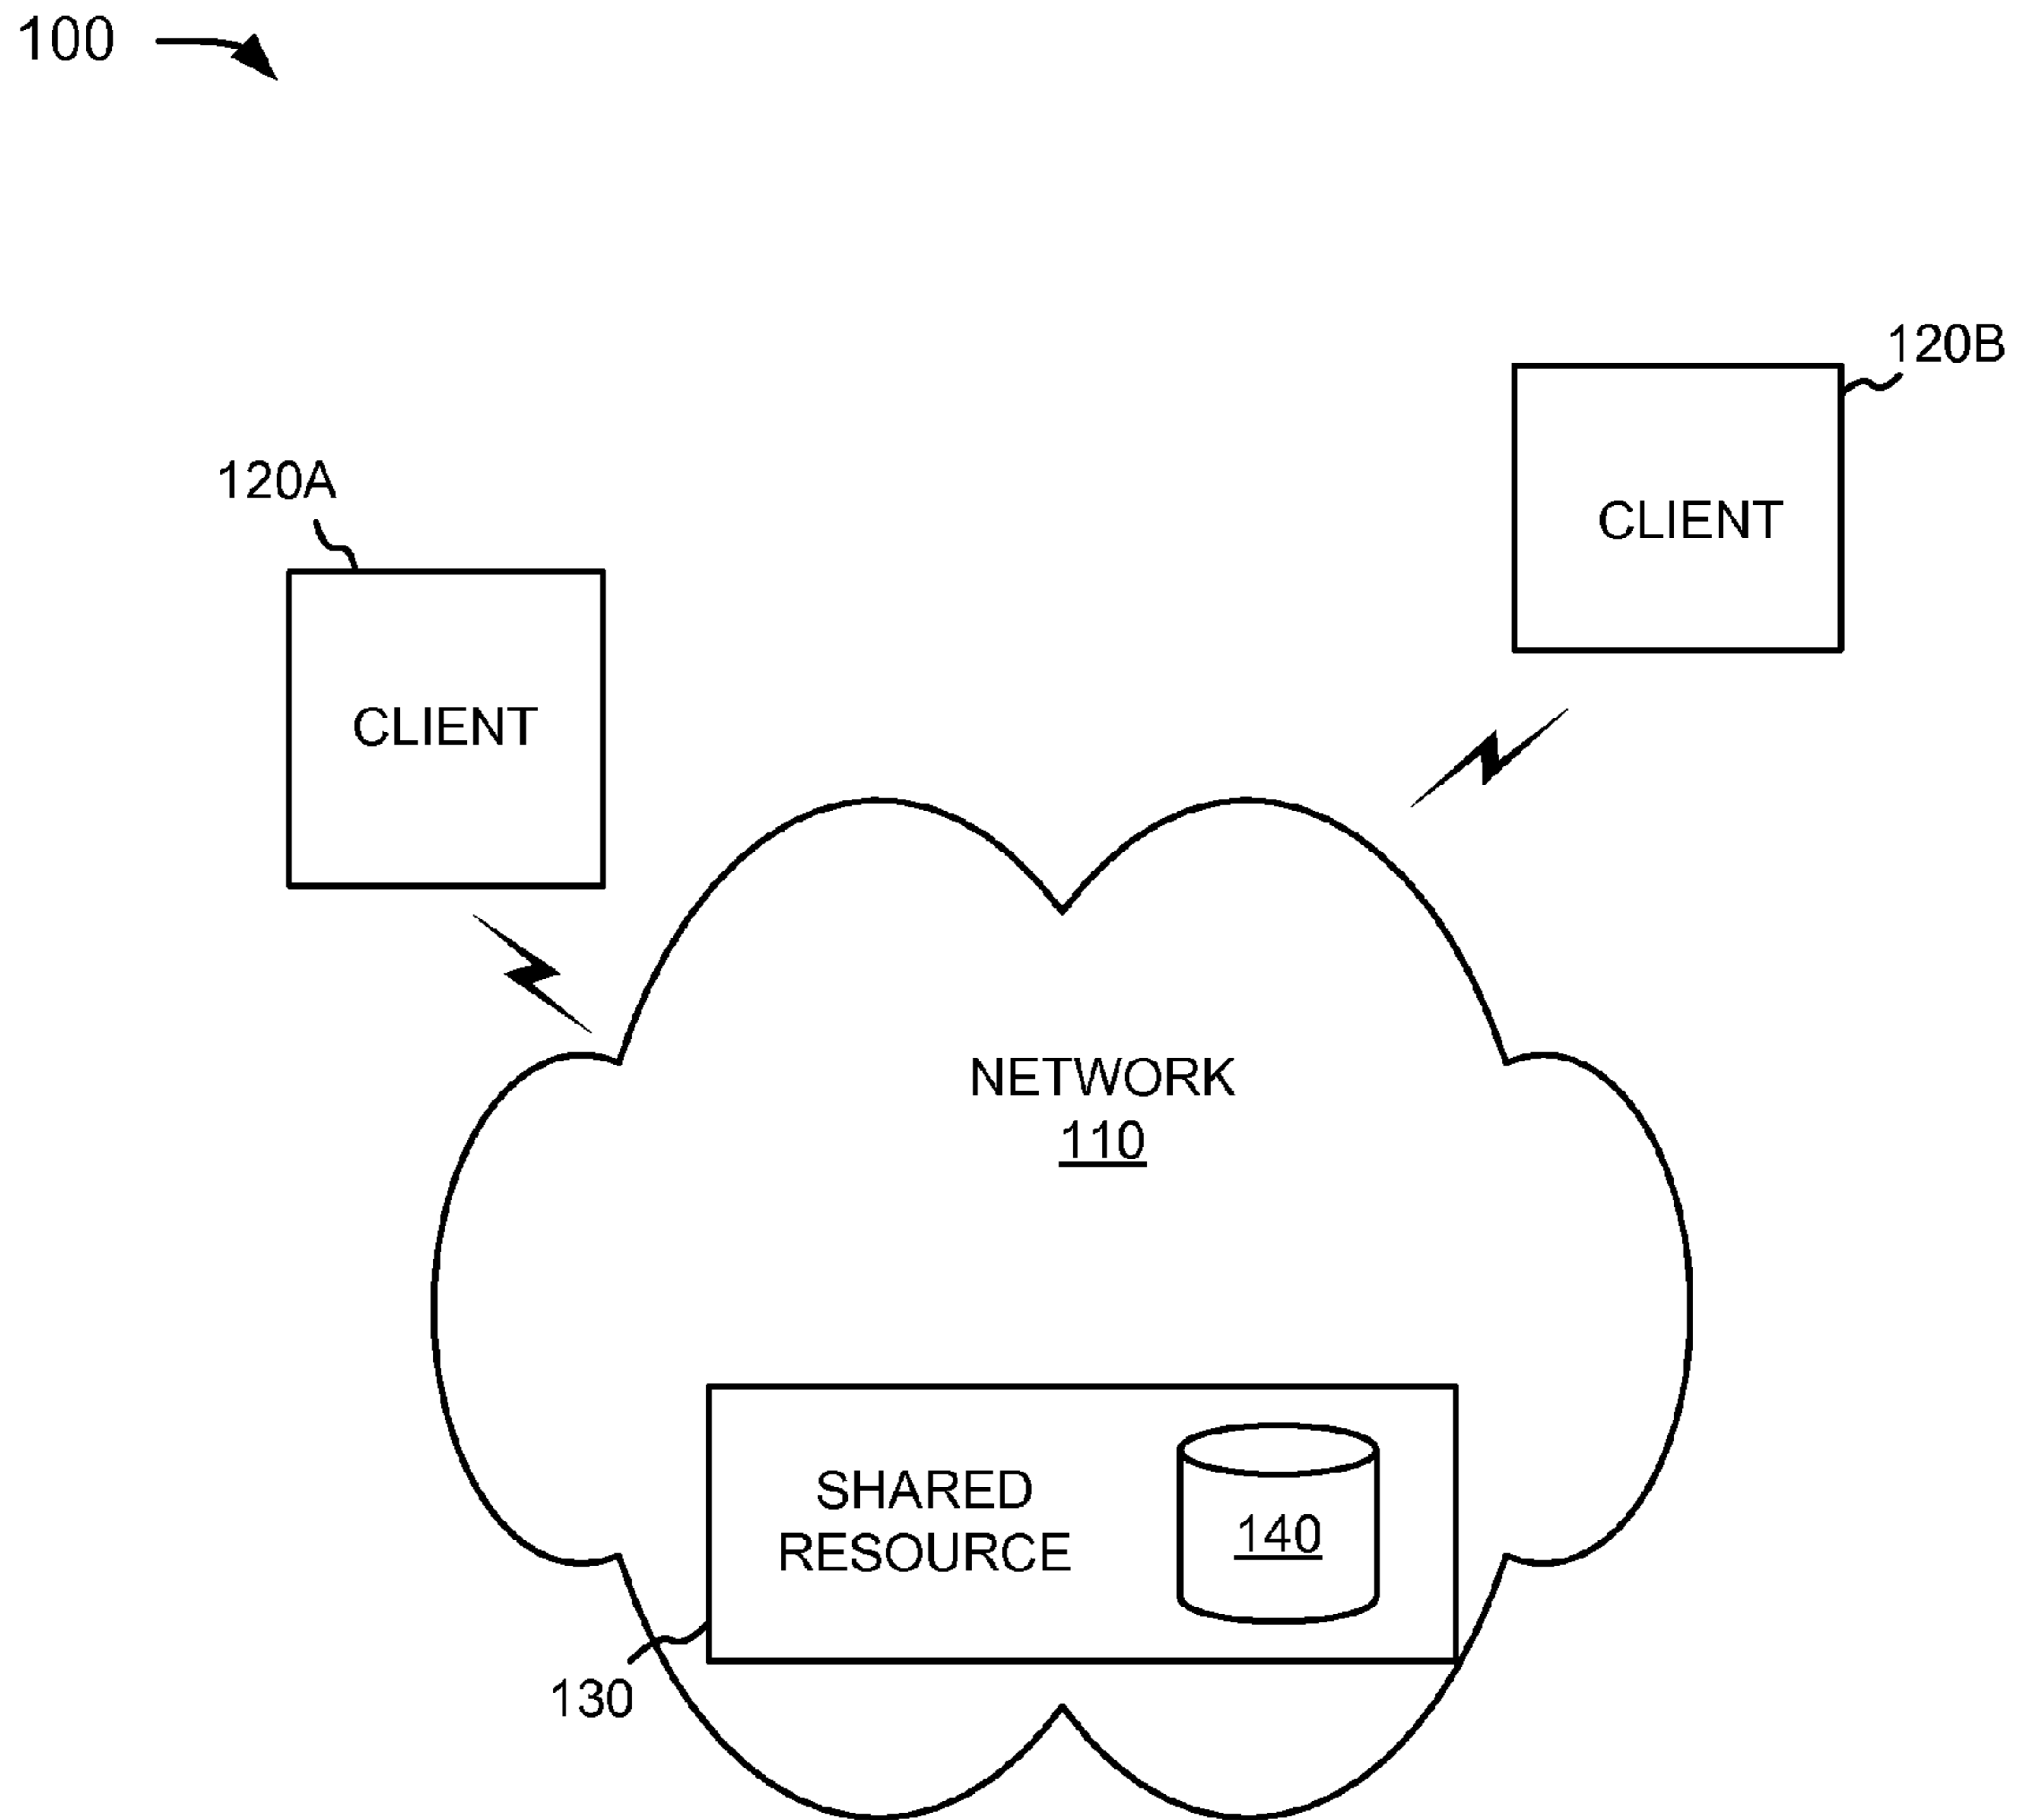 100
120B
CLIENT
120A
CLIENT
NETWORK
110
SHARED
RESOURCE
140
130